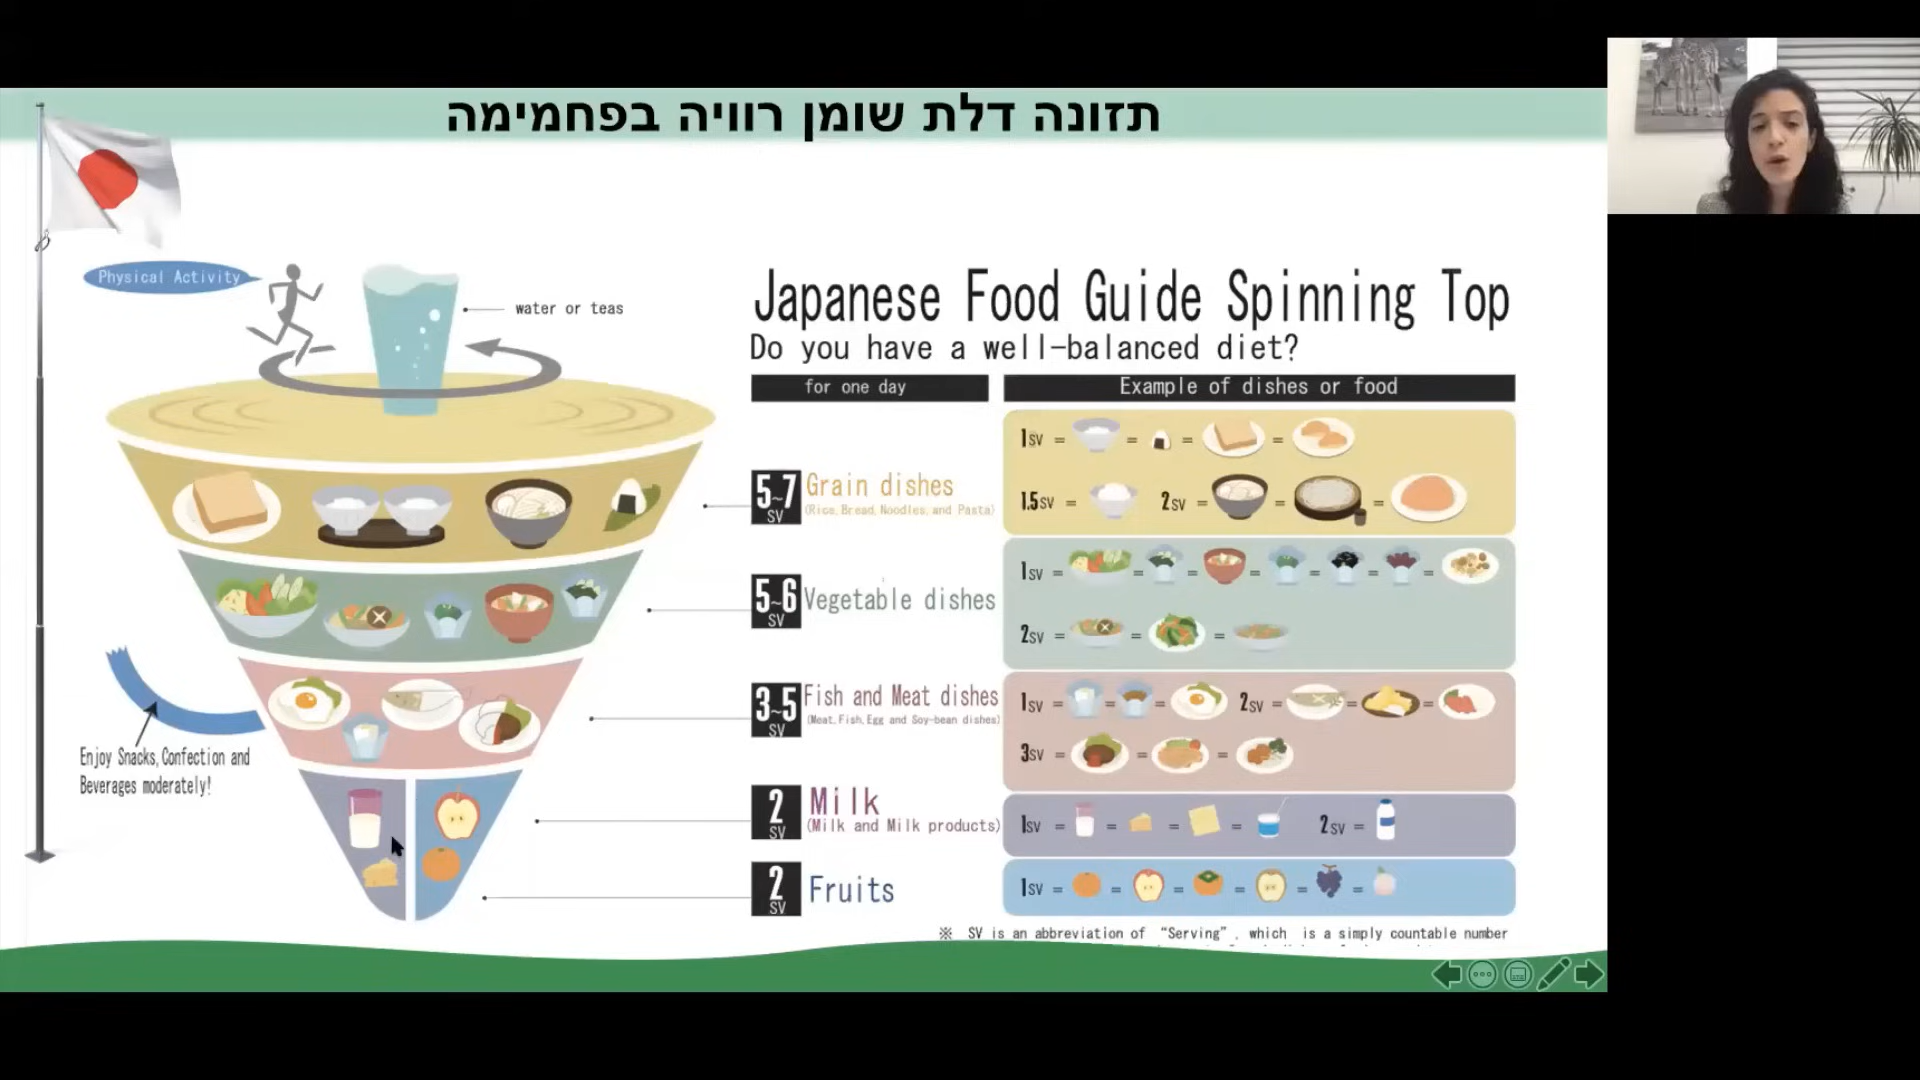 תזונה דלת שומן רוויה בפחמימה
Physical Activity
water or teas
Japanese Food Guide Spinning Top
Do you have a well-balanced diet?
for one day
Example of dishes or food
5~7 SV Grain dishes
(Rice, Bread, Noodles, and Pasta)
1SV = = = =
1.5SV = 2SV = = =
5~6 SV Vegetable dishes
1SV = = = = = = =
2SV = = =
3~5 SV Fish and Meat dishes
(Meat, Fish, Egg and Soy-bean dishes)
1SV = = = 2SV = = =
3SV = = =
Enjoy Snacks, Confection and
Beverages moderately!
2 SV Milk
(Milk and Milk products)
1SV = = = = 2SV =
2 SV Fruits
1SV = = = = = =
※ SV is an abbreviation of “Serving”, which is a simply countable number